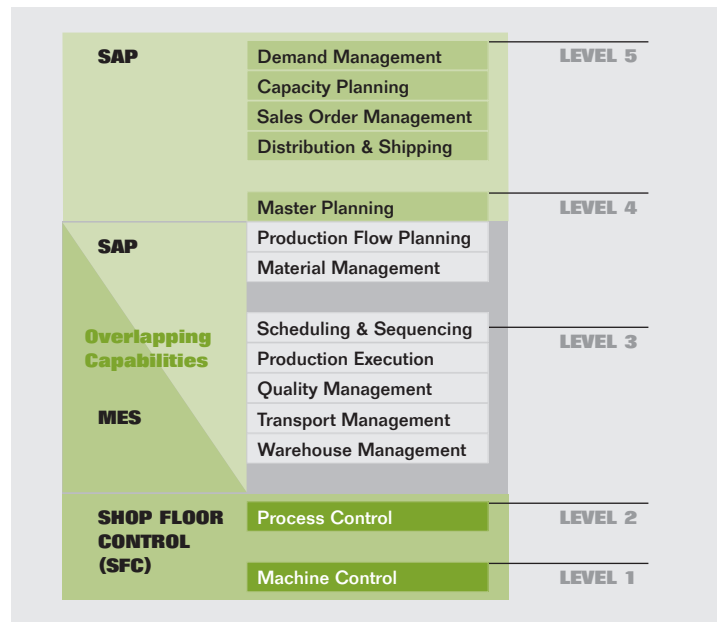 SAP
Demand Management
LEVEL 5
Capacity Planning
Sales Order Management
Distribution & Shipping
Master Planning
LEVEL 4
SAP
Production Flow Planning
Material Management
Overlapping
Capabilities
Scheduling & Sequencing
LEVEL 3
Production Execution
Quality Management
MES
Transport Management
Warehouse Management
SHOP FLOOR
CONTROL
(SFC)
Process Control
LEVEL 2
Machine Control
LEVEL 1